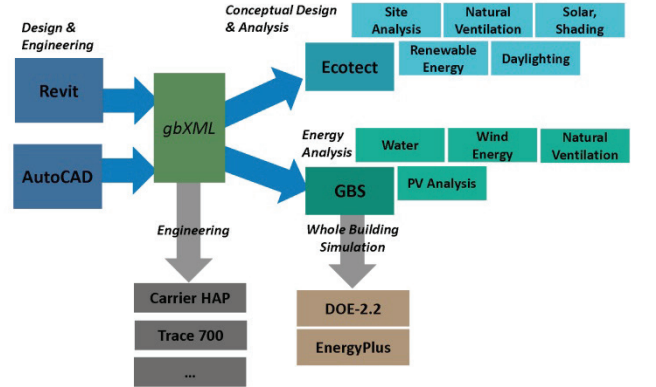 Design &
Engineering
Conceptual Design
& Analysis
Site
Analysis
Natural
Ventilation
Solar,
Shading
Revit
Ecotect
Renewable
Energy
Daylighting
gbXML
Energy
Analysis
Water
Wind
Energy
Natural
Ventilation
AutoCAD
GBS
PV Analysis
Engineering
Whole Building
Simulation
Carrier HAP
Trace 700
...
DOE-2.2
EnergyPlus